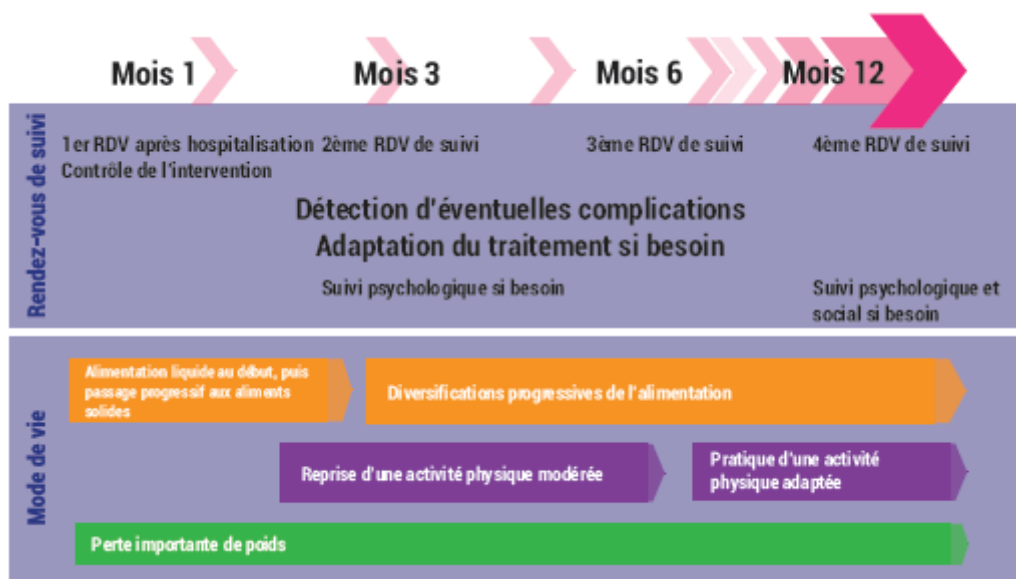 Mois 1
Mois 3
Mois 6
Mois 12
Rendez-vous de suivi
1er RDV après hospitalisation
Contrôle de l'intervention
2ème RDV de suivi
3ème RDV de suivi
4ème RDV de suivi
Détection d'éventuelles complications
Adaptation du traitement si besoin
Suivi psychologique si besoin
Suivi psychologique et
social si besoin
Mode de vie
Alimentation liquide au début, puis
passage progressif aux aliments
solides
Diversifications progressives de l'alimentation
Reprise d'une activité physique modérée
Pratique d'une activité
physique adaptée
Perte importante de poids